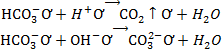 HCO₃⁻Ơ+ H⁺Ơ→CO₂ ↑ Ơ + H₂O
HCO₃⁻Ơ+ OH⁻Ơ→CO₃²⁻Ơ + H₂O